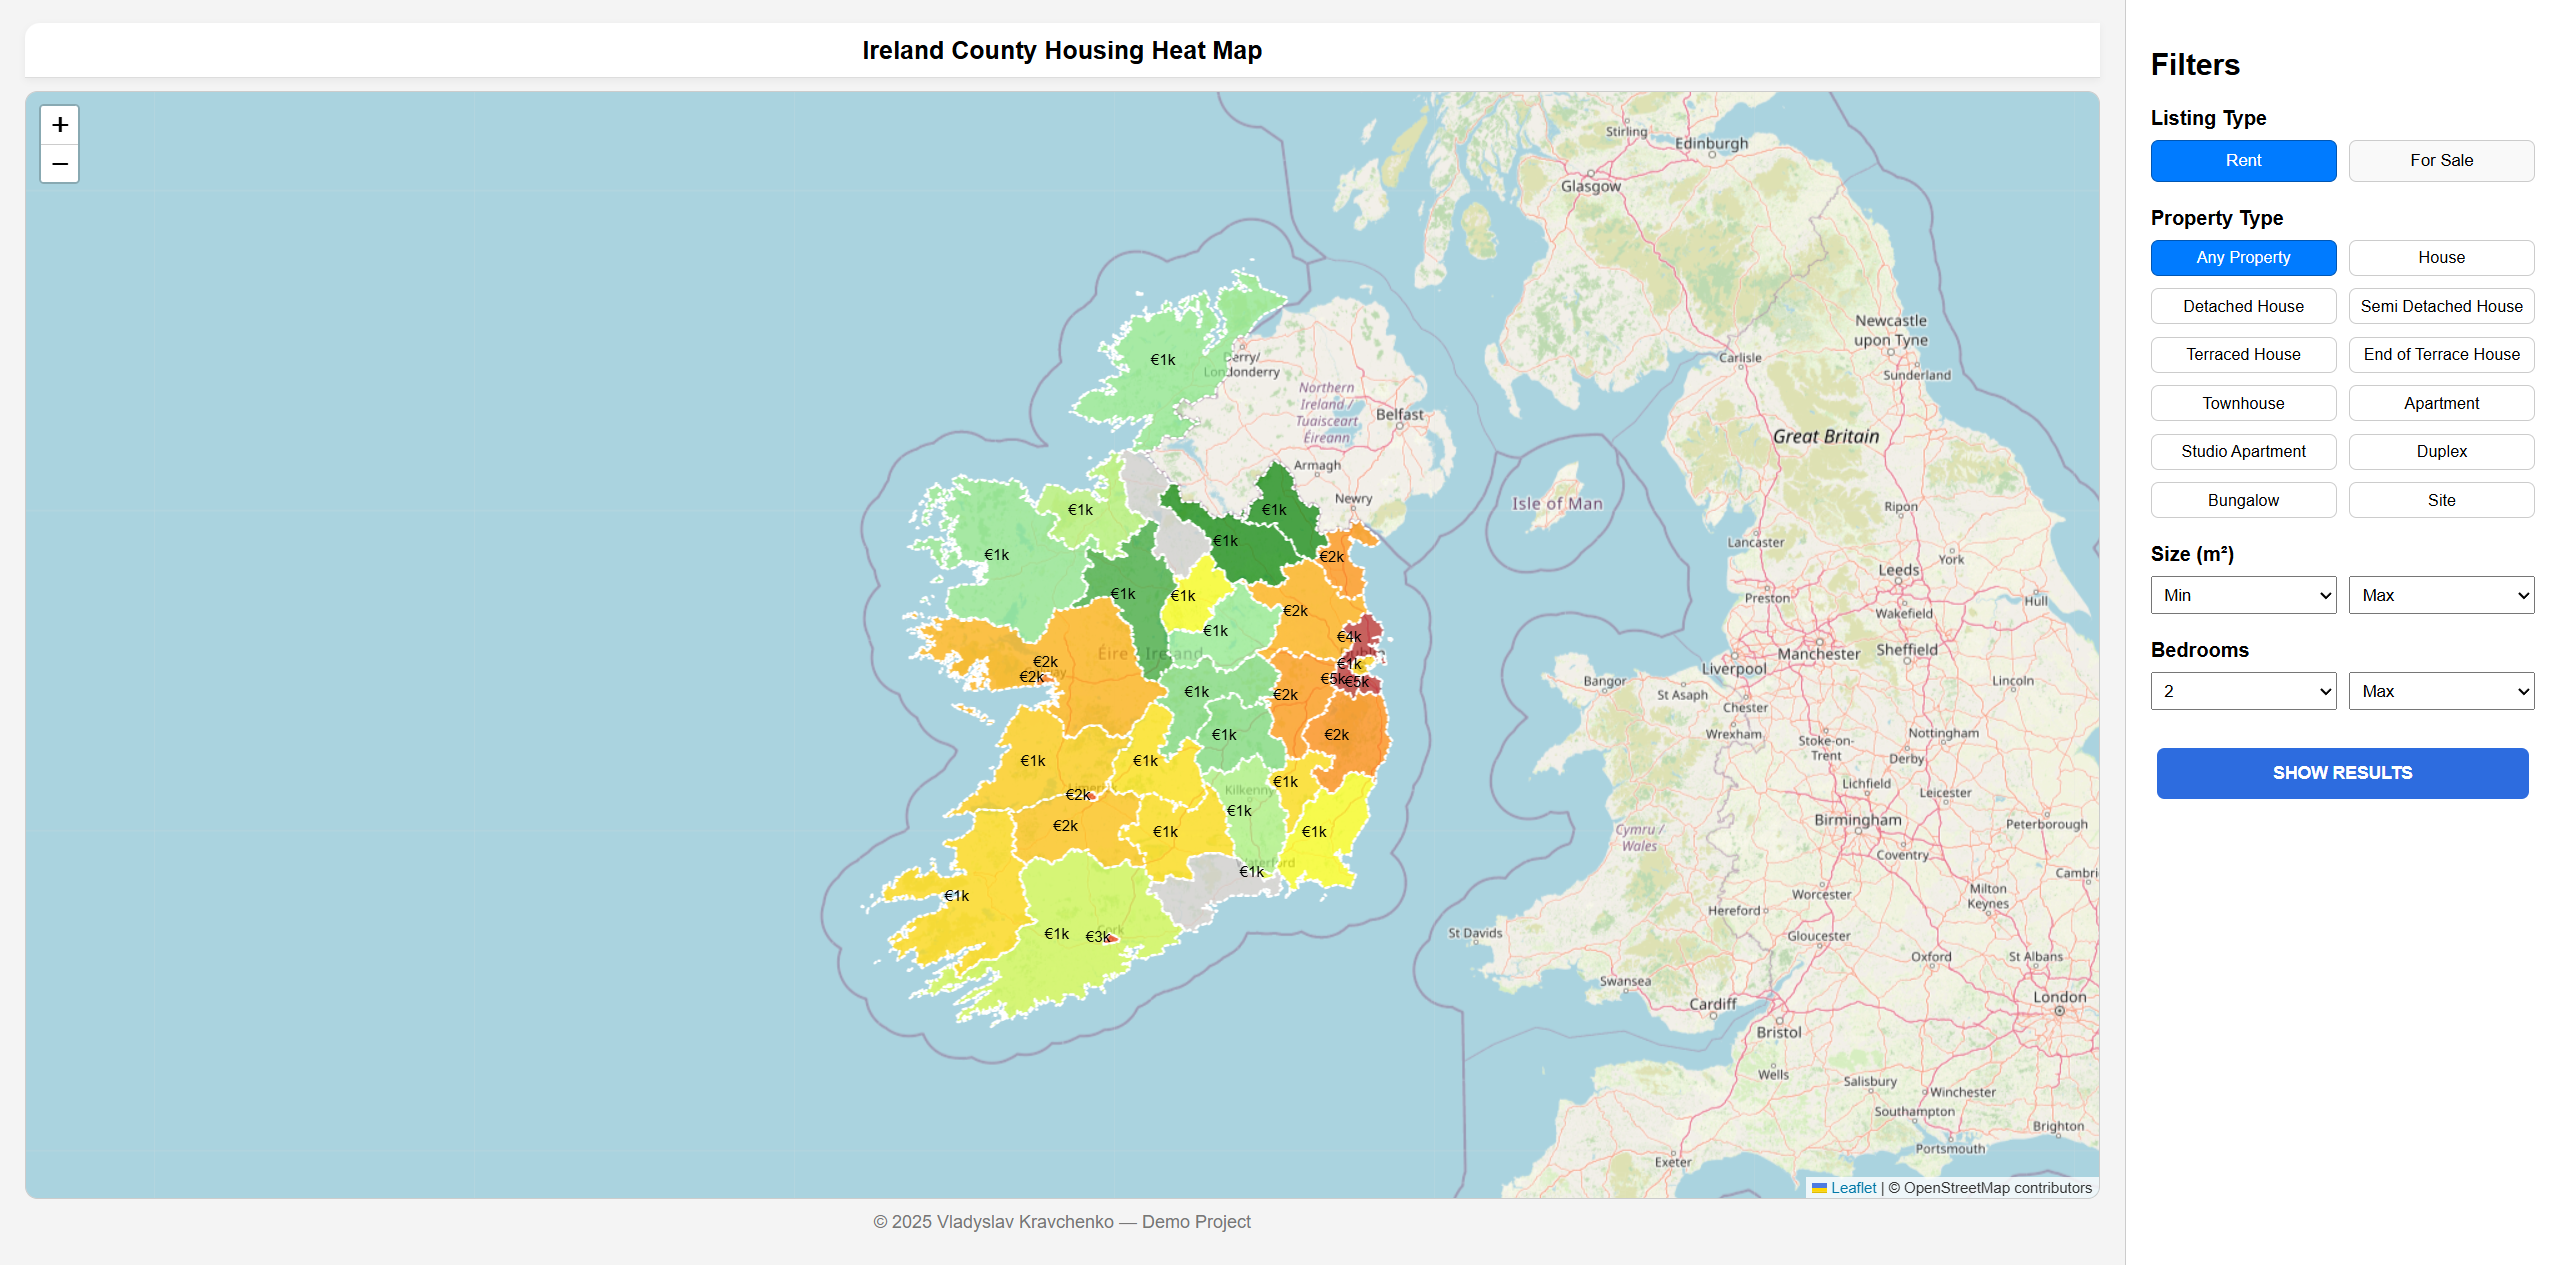 Ireland County Housing Heat Map
+
−
Stirling
Edinburgh
Glasgow
Newcastle
upon Tyne
Carlisle
Sunderland
€1k
Derry/
Londonderry
Northern
Ireland /
Tuaisceart
Éireann
Belfast
Great Britain
Armagh
Newry
Isle of Man
Ripon
Lancaster
York
Leeds
Preston
Wakefield
Hull
€1k
€1k
€1k
€1k
€2k
€1k
€1k
€1k
€2k
€1k
€4k
Éire
Ireland
€1k
€2k
€2k
€5k
€5k
€1k
€2k
Liverpool
Manchester
Sheffield
Bangor
St Asaph
Chester
Lincoln
Wrexham
Stoke-on-
Trent
Nottingham
Derby
€1k
€2k
€1k
€1k
€1k
€2k
Kilkenny
€1k
€2k
€1k
€1k
€1k
Lichfield
Leicester
Birmingham
Peterborough
Cymru /
Wales
Coventry
€1k
€1k
€1k
€3k
Worcester
Milton
Keynes
Cambri
Hereford
St Davids
Gloucester
Oxford
St Albans
Swansea
Cardiff
London
Bristol
Wells
Salisbury
Winchester
Southampton
Brighton
Portsmouth
Exeter
Leaflet | © OpenStreetMap contributors
© 2025 Vladyslav Kravchenko — Demo Project
Filters
Listing Type
Rent
For Sale
Property Type
Any Property
House
Detached House
Semi Detached House
Terraced House
End of Terrace House
Townhouse
Apartment
Studio Apartment
Duplex
Bungalow
Site
Size (m²)
Min
Max
Bedrooms
2
Max
SHOW RESULTS